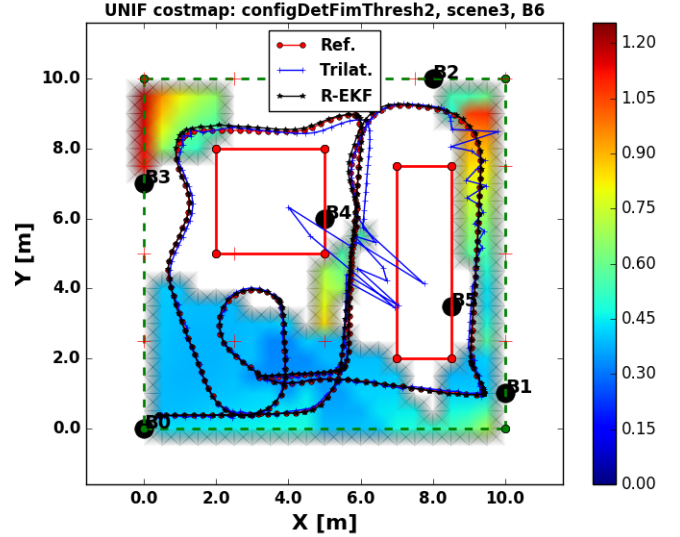 UNIF costmap: configDetFimThresh2, scene3, B6
Ref.
Trilat.
R-EKF
B2
B3
B4
B5
B1
B0
10.0
8.0
6.0
4.0
2.0
0.0
Y [m]
0.0 2.0 4.0 6.0 8.0 10.0
X [m]
1.20
1.05
0.90
0.75
0.60
0.45
0.30
0.15
0.00